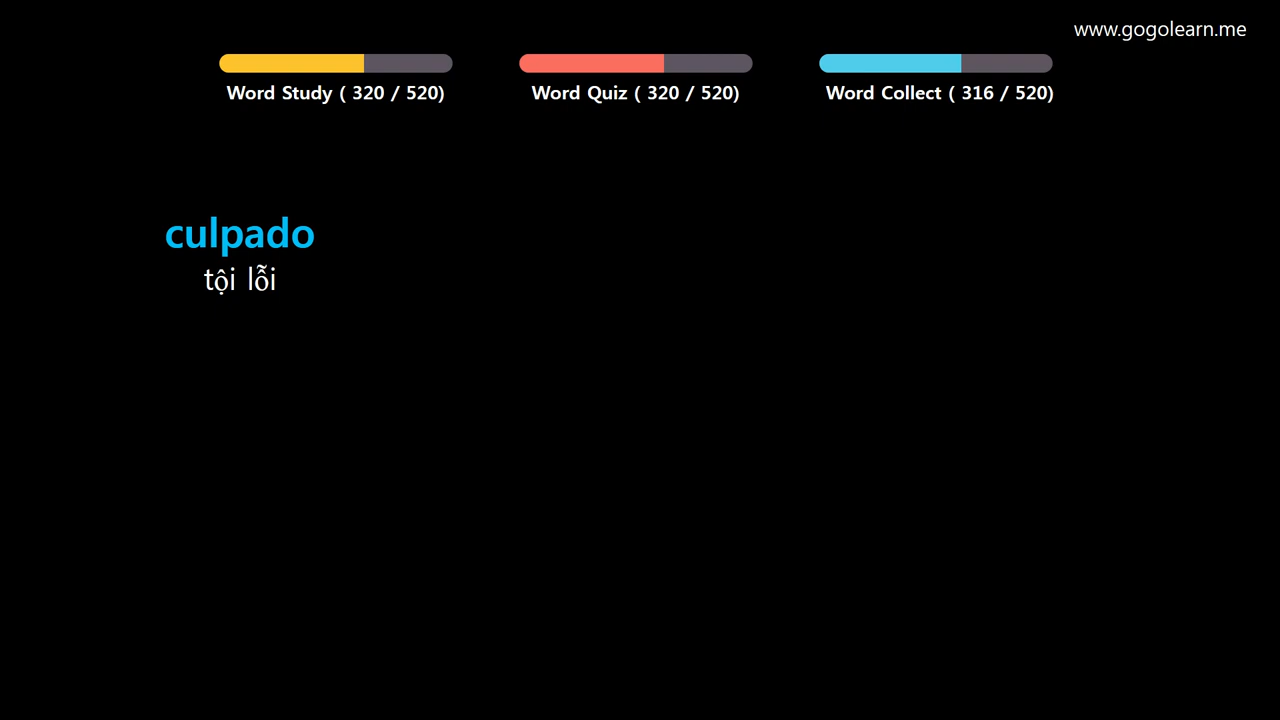 www.gogolearn.me
Word Study ( 320 / 520)
Word Quiz ( 320 / 520)
Word Collect ( 316 / 520)
culpado
tội lỗi